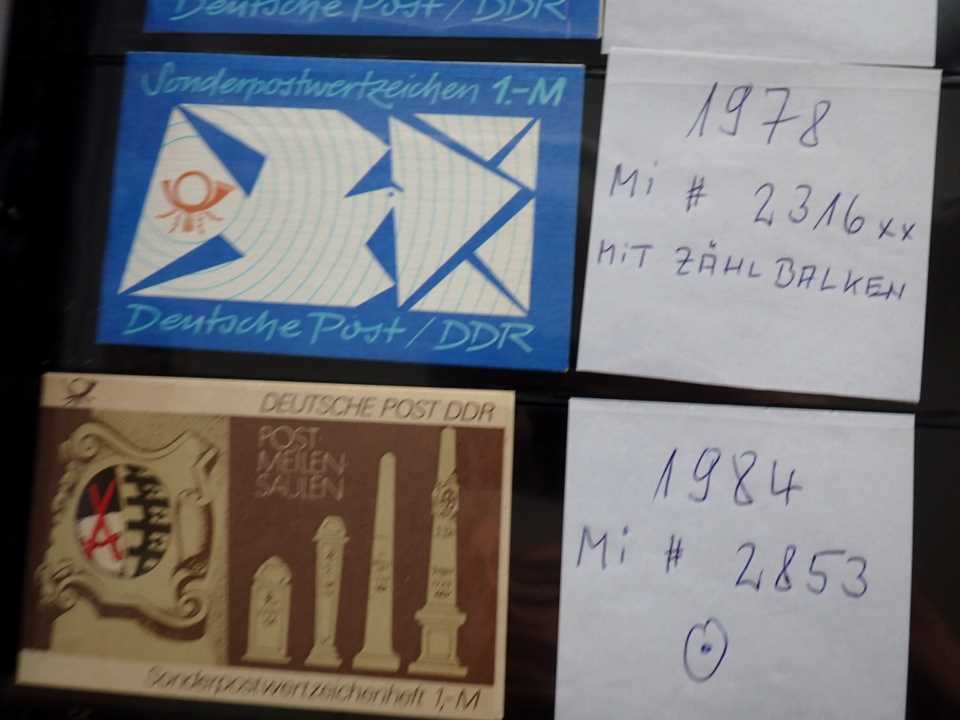 Deutsche Post/DDR
Sonderpostwertzeichen 1.-M
Deutsche Post/DDR
1978
Mi # 2316 xx
MiT ZÄHLBALKEN
DEUTSCHE POST DDR
POST
MEILEN-
SÄULEN
Sonderpostwertzeichenheft 1,-M
1984
Mi # 2853